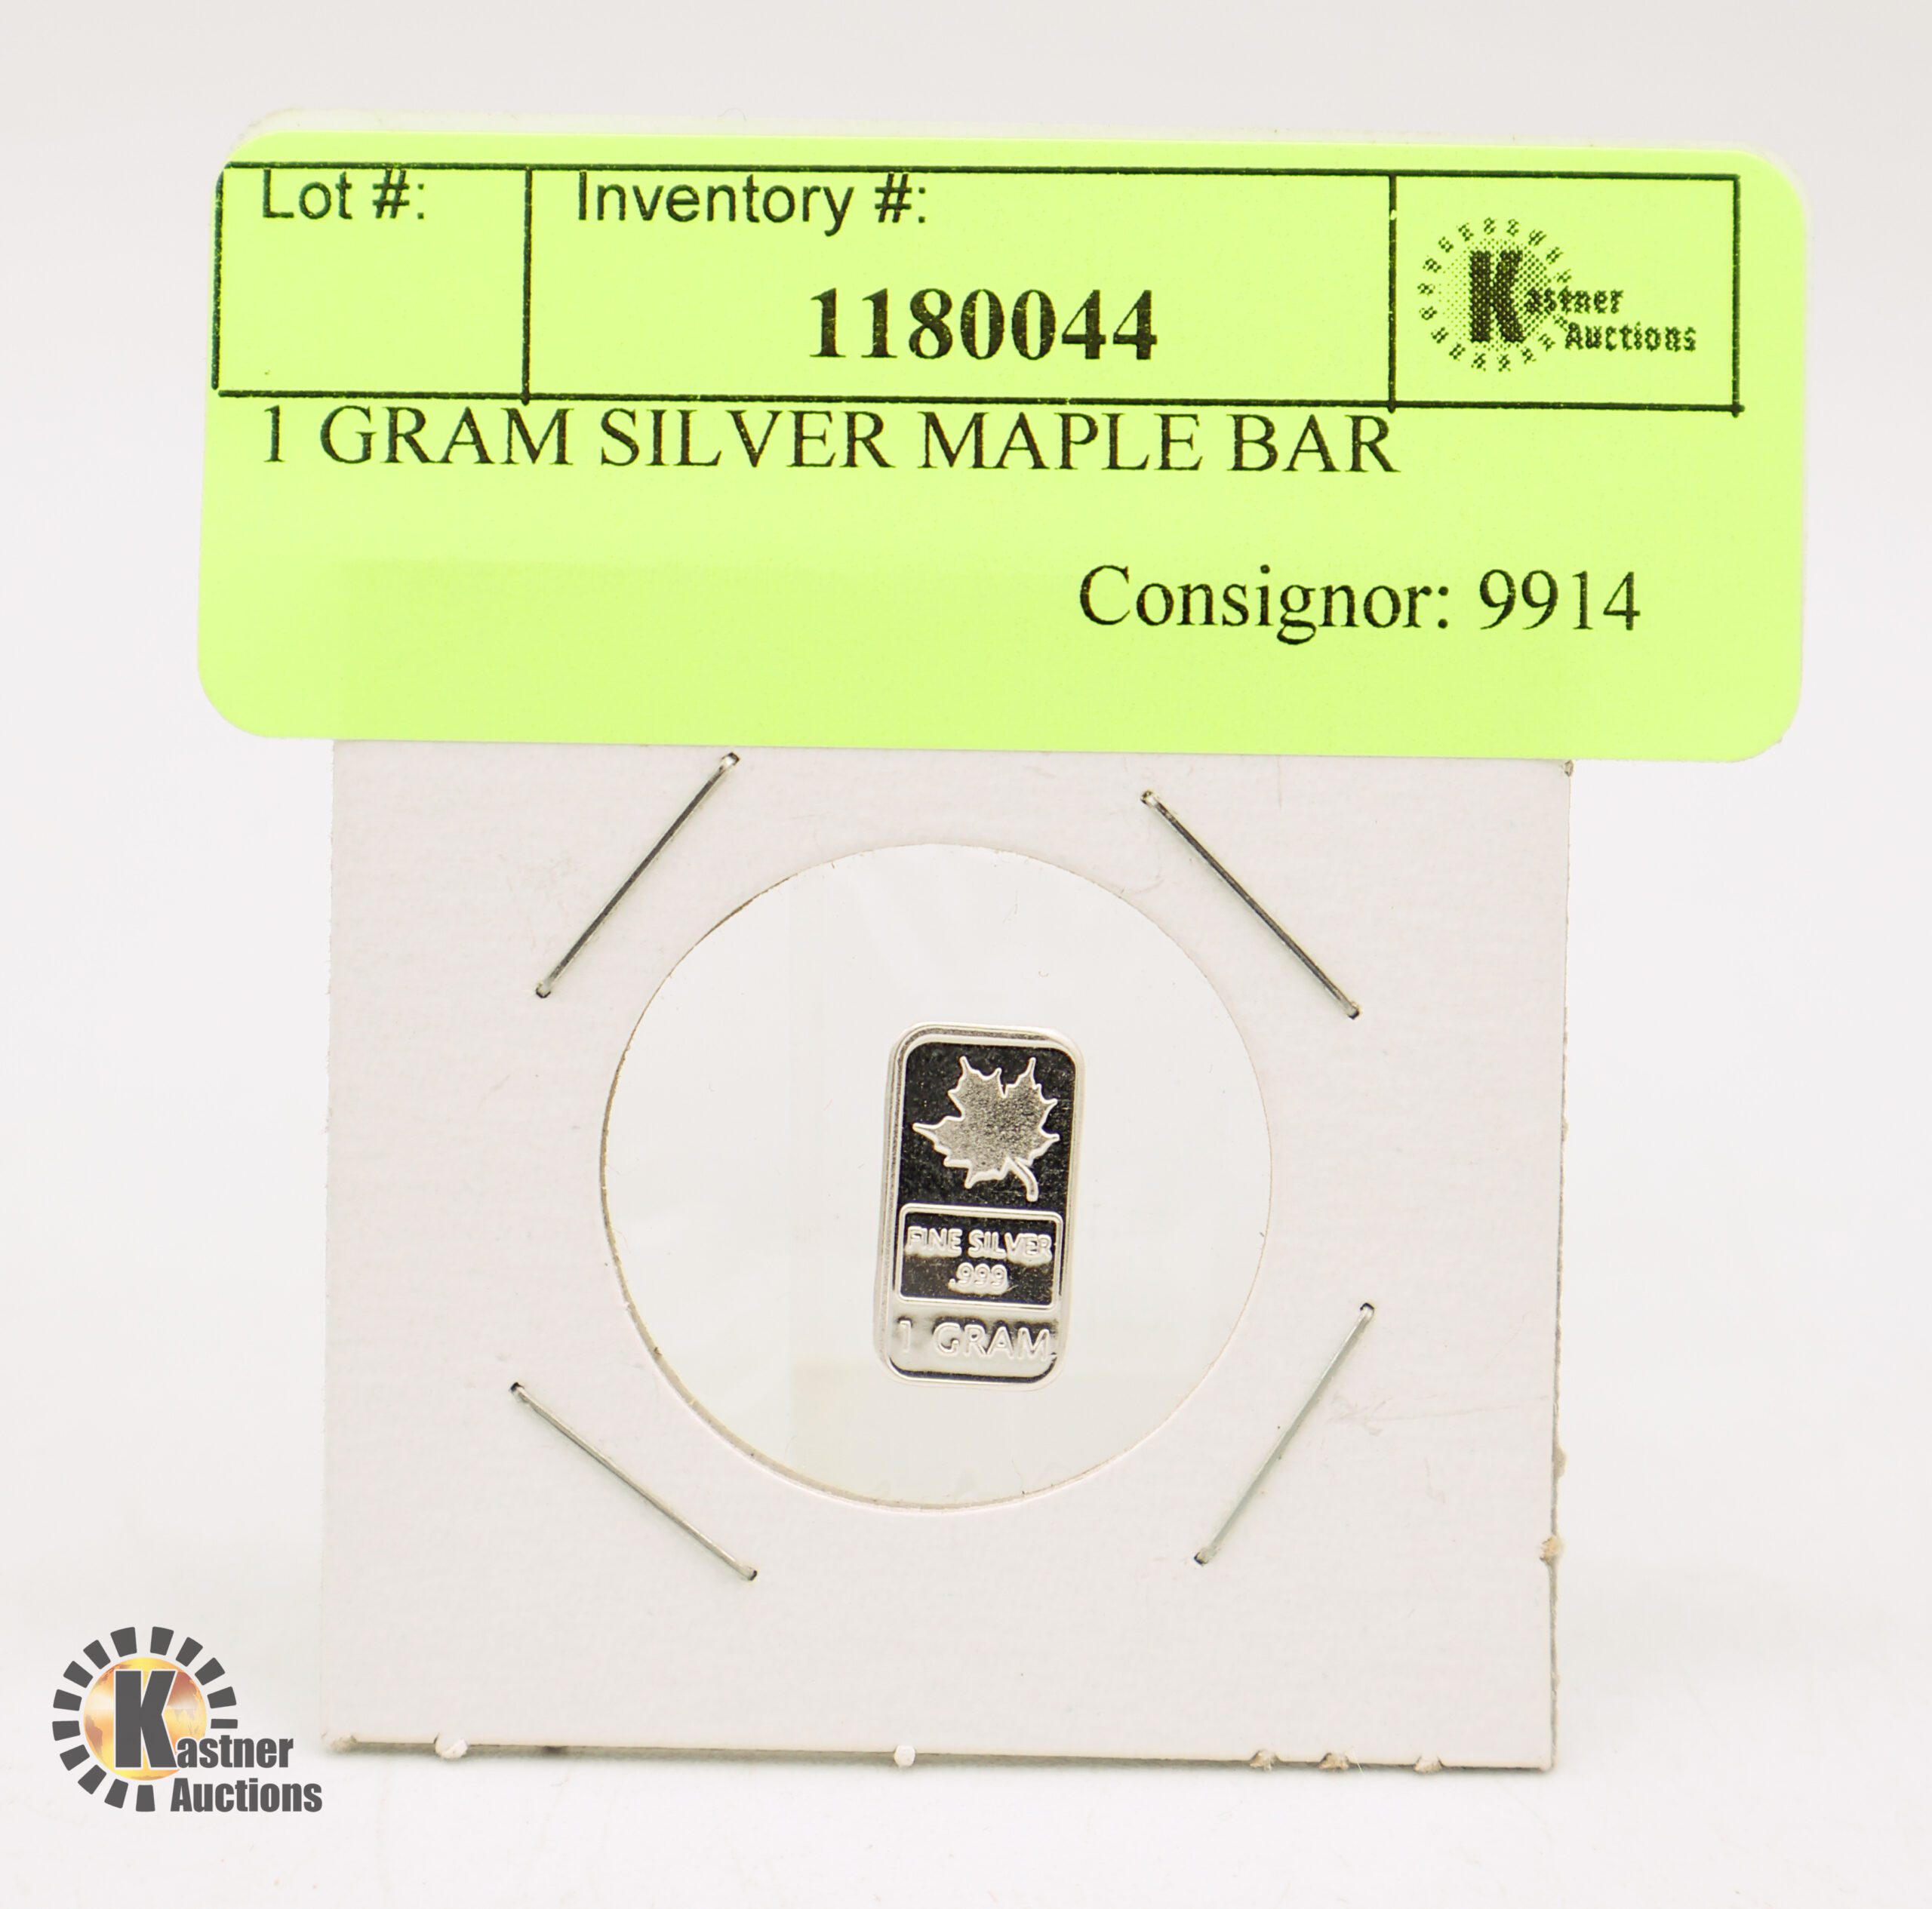 Lot #:
Inventory #:
1180044
Kastner
Auctions
1 GRAM SILVER MAPLE BAR
Consignor: 9914
FINE SILVER
.999
1 GRAM
Kastner
Auctions